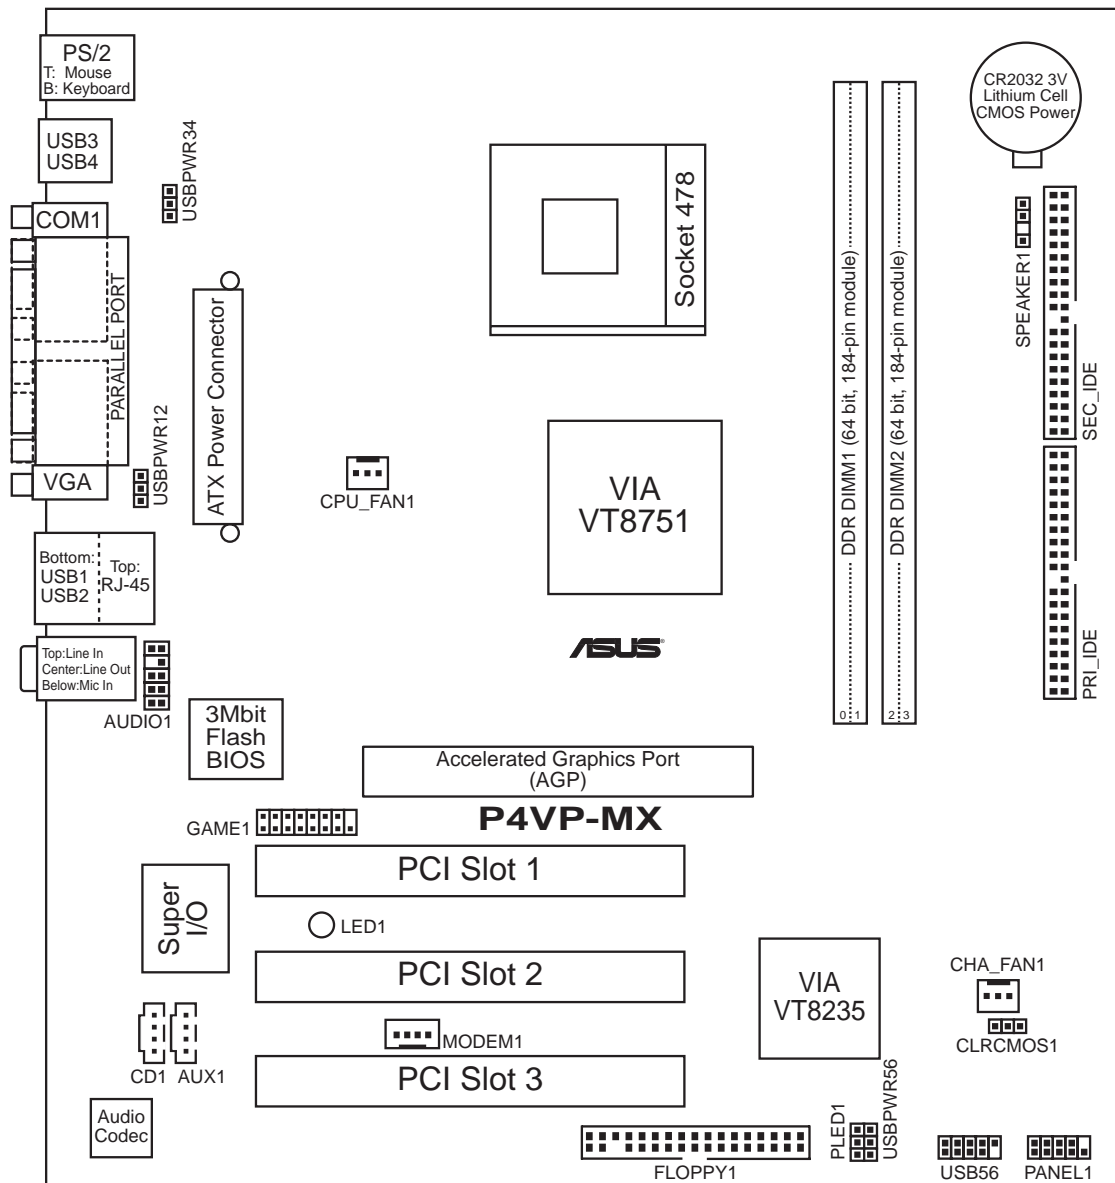 PS/2
T: Mouse
B: Keyboard
CR2032 3V
Lithium Cell
CMOS Power
USB3
USB4
USBPWR34
COM1
PARALLEL PORT
VGA
USBPWR12
ATX Power Connector
CPU_FAN1
Socket 478
VIA
VT8751
DDR DIMM1 (64 bit, 184-pin module)
DDR DIMM2 (64 bit, 184-pin module)
0 1
2 3
SPEAKER1
SEC_IDE
PRI_IDE
Bottom:
USB1
USB2
Top:
RJ-45
Top:Line In
Center:Line Out
Below:Mic In
AUDIO1
ASUS®
3Mbit
Flash
BIOS
Accelerated Graphics Port
(AGP)
P4VP-MX
GAME1
PCI Slot 1
Super
I/O
LED1
PCI Slot 2
VIA
VT8235
CHA_FAN1
CLRCMOS1
MODEM1
CD1
AUX1
PCI Slot 3
Audio
Codec
FLOPPY1
PLED1
USBPWR56
USB56
PANEL1